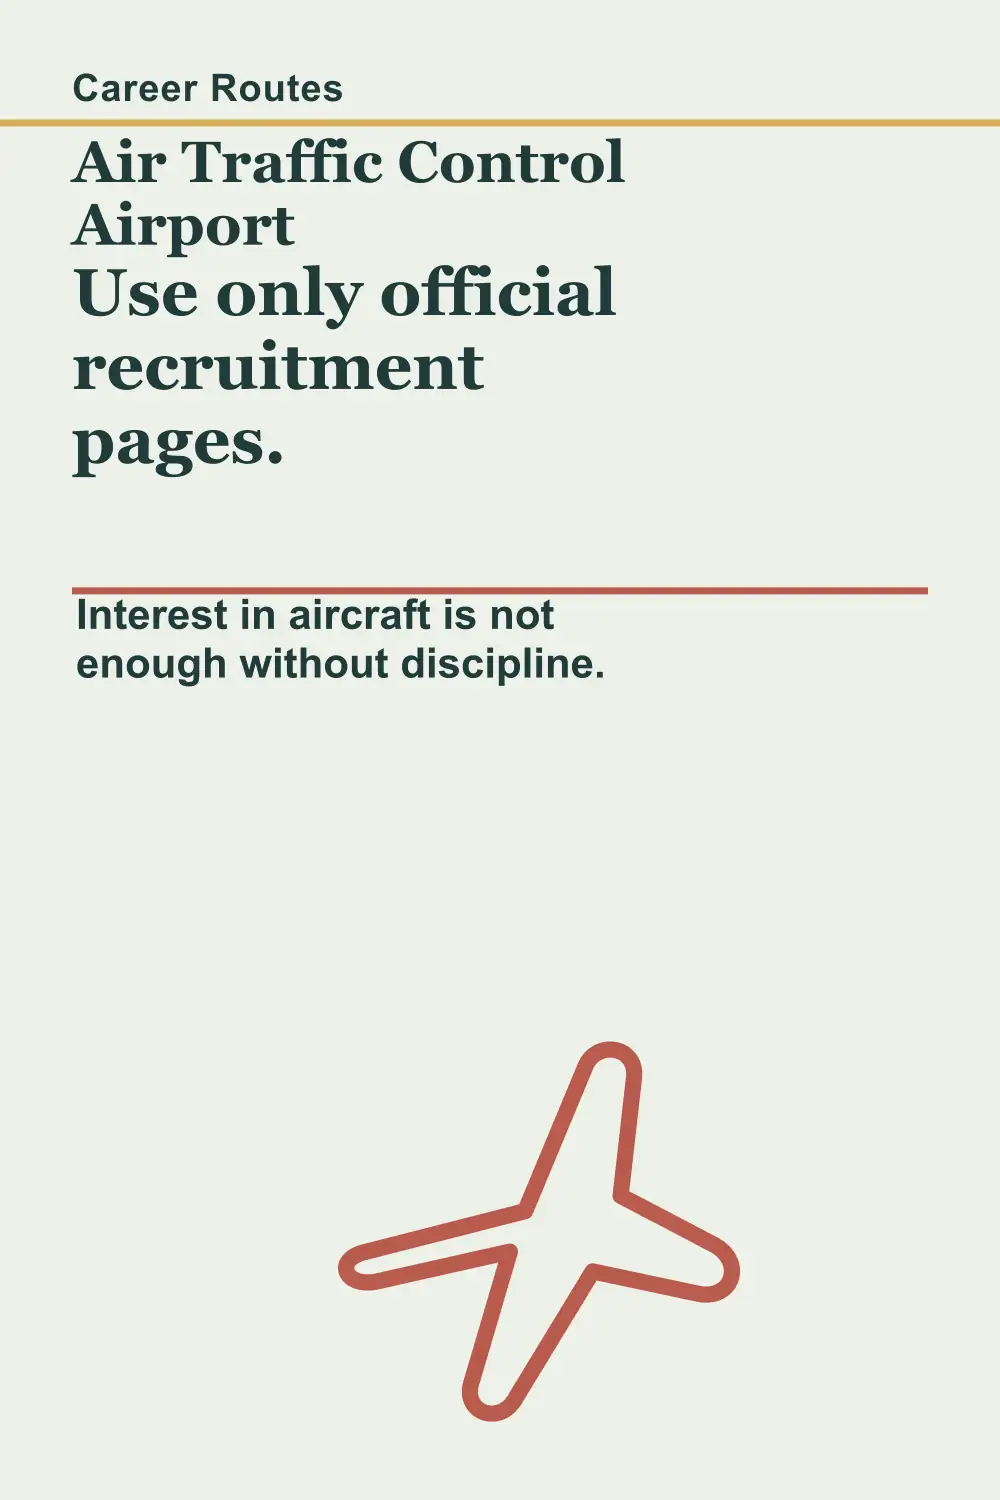 Career Routes
Air Traffic Control
Airport
Use only official
recruitment
pages.
Interest in aircraft is not
enough without discipline.